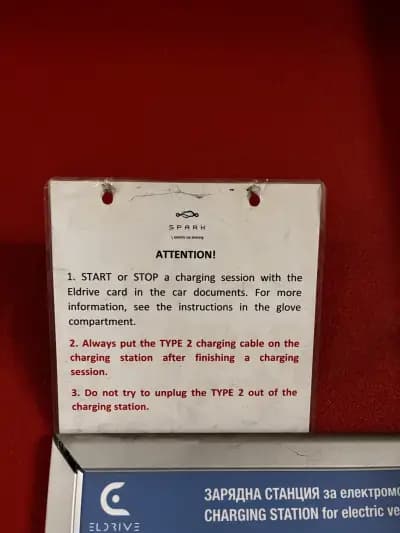 SPARK
ATTENTION!
1. START or STOP a charging session with the
Eldrive card in the car documents. For more
information, see the instructions in the glove
compartment.
2. Always put the TYPE 2 charging cable on the
charging station after finishing a charging
session.
3. Do not try to unplug the TYPE 2 out of the
charging station.
ЗАРЯДНА СТАНЦИЯ за електромо
CHARGING STATION for electric ve
ELDRIVE